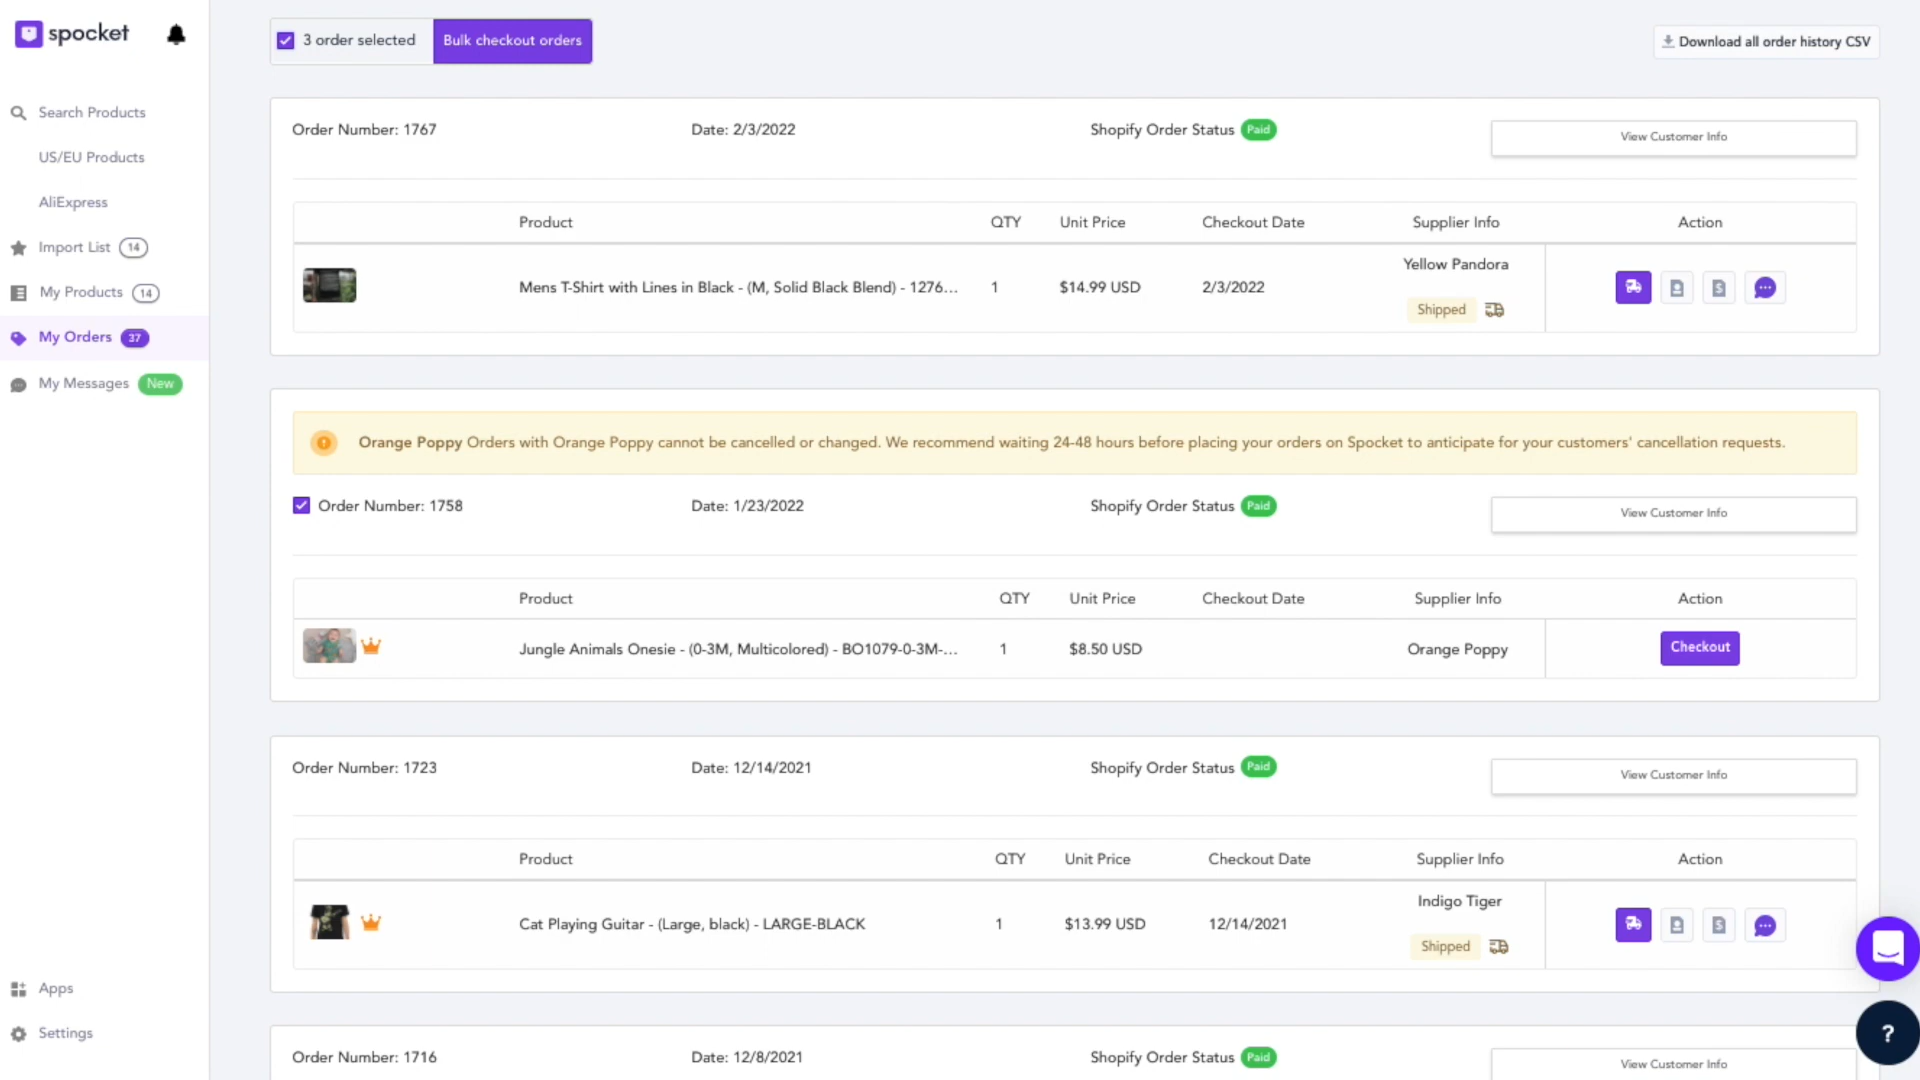 spocket
Search Products
US/EU Products
AliExpress
Import List 14
My Products 14
My Orders 37
My Messages New
Apps
Settings
3 order selected Bulk checkout orders
Download all order history CSV
Order Number: 1767 Date: 2/3/2022 Shopify Order Status Paid View Customer Info
Product QTY Unit Price Checkout Date Supplier Info Action
Mens T-Shirt with Lines in Black - (M, Solid Black Blend) - 1276... 1 $14.99 USD 2/3/2022 Yellow Pandora
Shipped
Orange Poppy Orders with Orange Poppy cannot be cancelled or changed. We recommend waiting 24-48 hours before placing your orders on Spocket to anticipate for your customers' cancellation requests.
Order Number: 1758 Date: 1/23/2022 Shopify Order Status Paid View Customer Info
Product QTY Unit Price Checkout Date Supplier Info Action
Jungle Animals Onesie - (0-3M, Multicolored) - BO1079-0-3M-... 1 $8.50 USD Orange Poppy Checkout
Order Number: 1723 Date: 12/14/2021 Shopify Order Status Paid View Customer Info
Product QTY Unit Price Checkout Date Supplier Info Action
Cat Playing Guitar - (Large, black) - LARGE-BLACK 1 $13.99 USD 12/14/2021 Indigo Tiger
Shipped
Order Number: 1716 Date: 12/8/2021 Shopify Order Status Paid View Customer Info
?